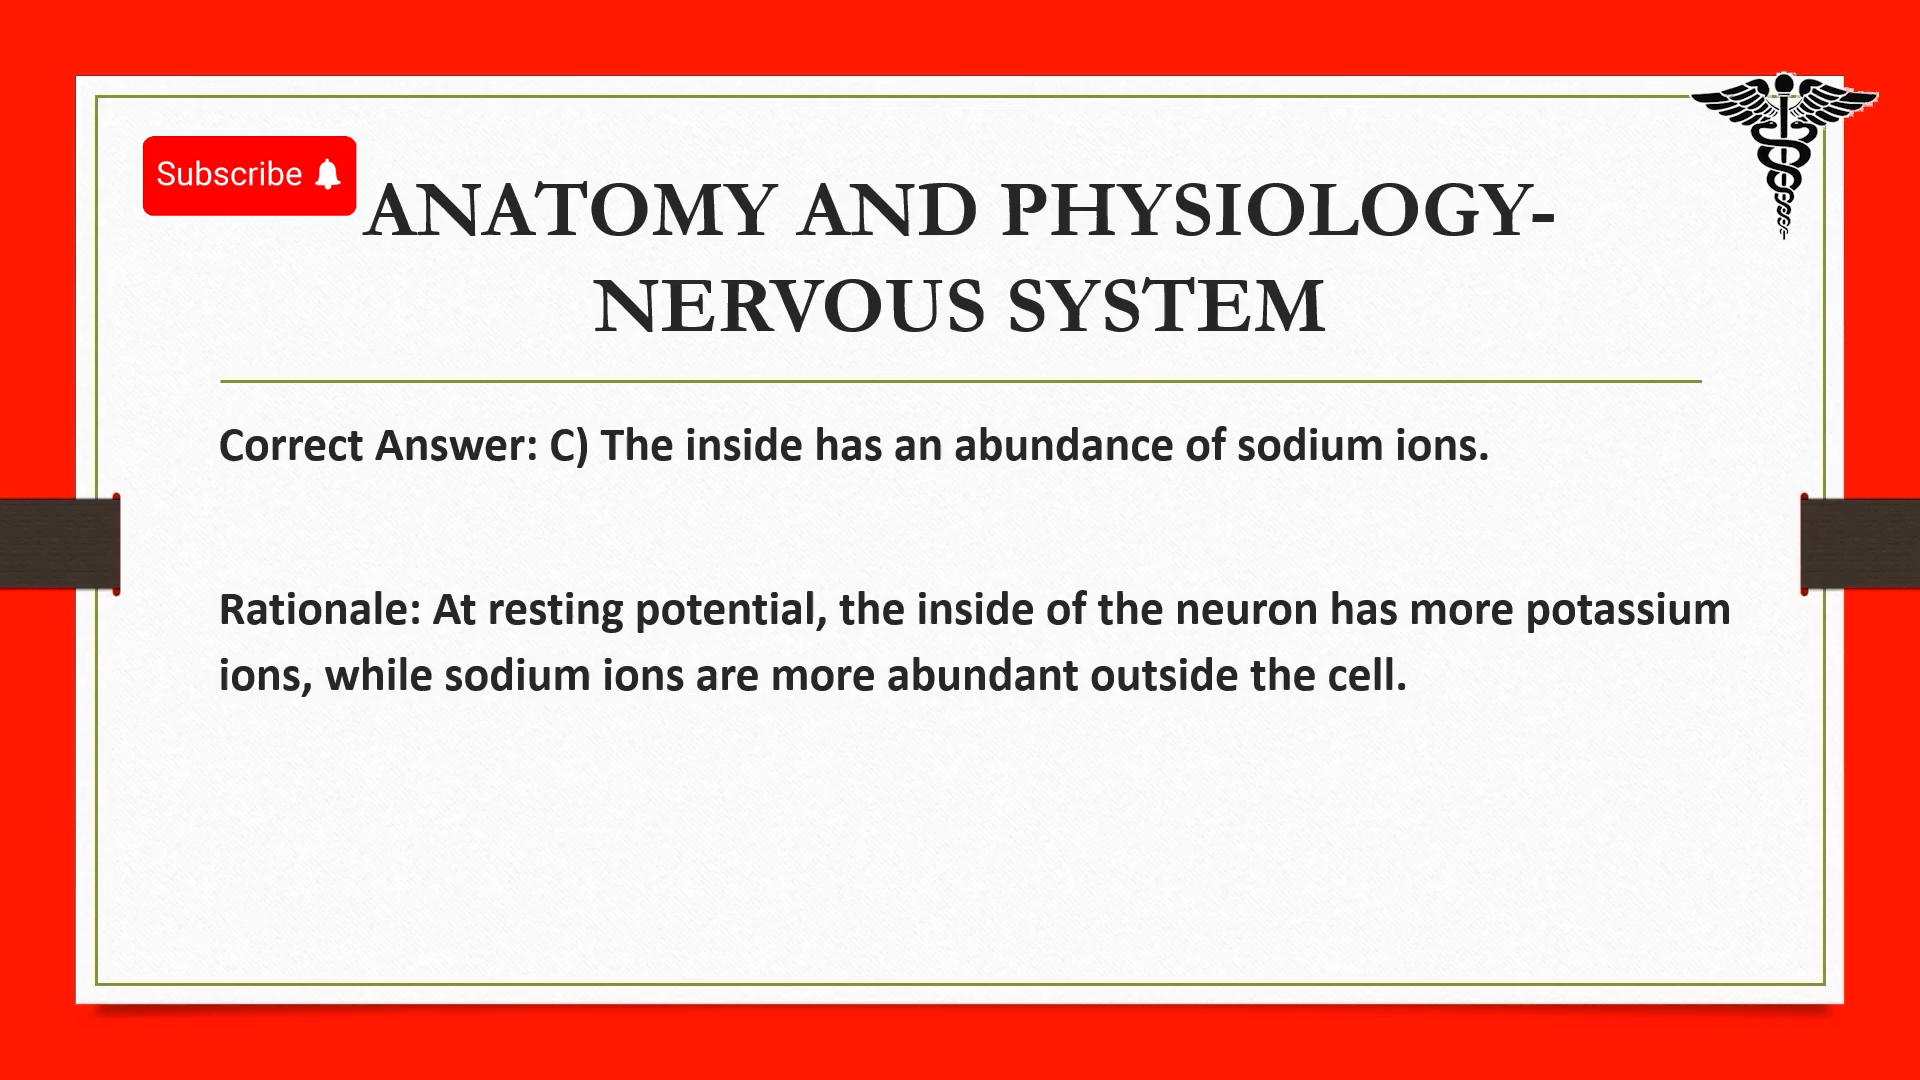 Subscribe
ANATOMY AND PHYSIOLOGY-
NERVOUS SYSTEM
Correct Answer: C) The inside has an abundance of sodium ions.
Rationale: At resting potential, the inside of the neuron has more potassium
ions, while sodium ions are more abundant outside the cell.